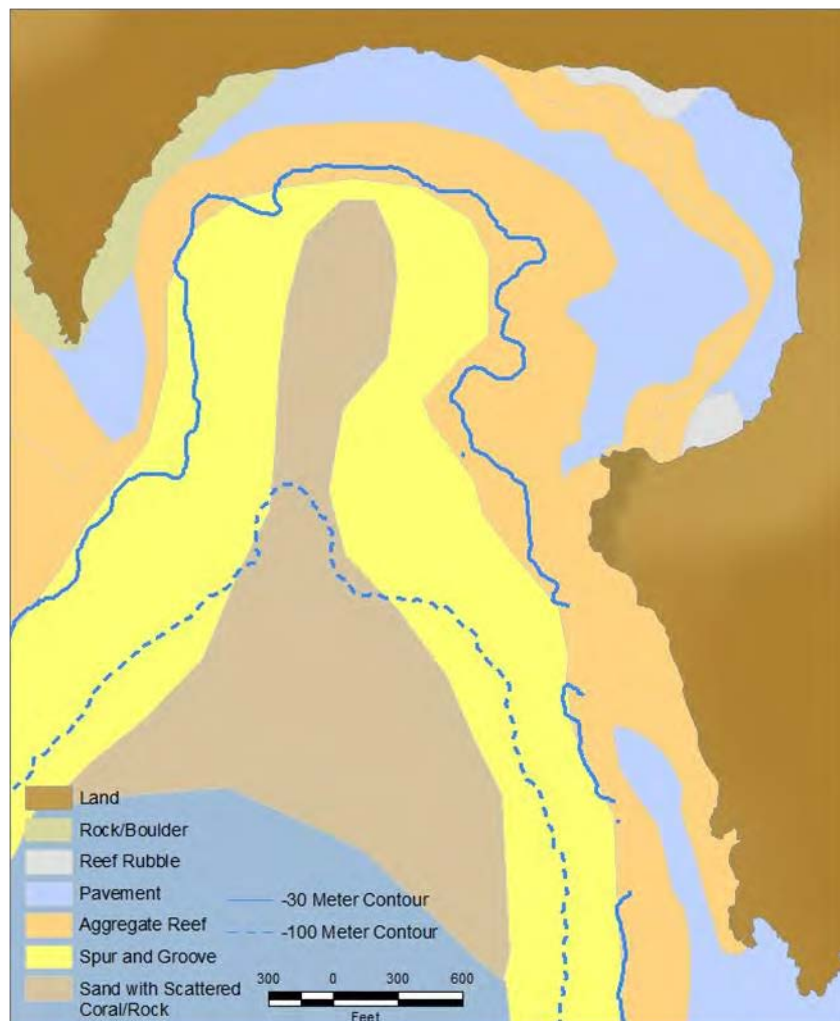 Land
Rock/Boulder
Reef Rubble
Pavement
Aggregate Reef
Spur and Groove
Sand with Scattered
Coral/Rock
-30 Meter Contour
-100 Meter Contour
300 0 300 600
Feet